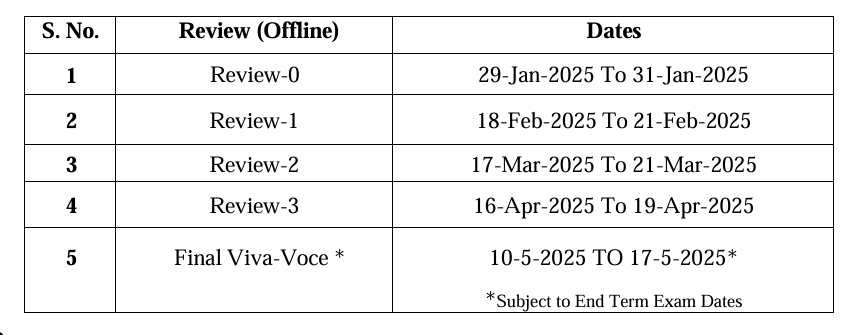 S. No. Review (Offline) Dates
1 Review-0 29-Jan-2025 To 31-Jan-2025
2 Review-1 18-Feb-2025 To 21-Feb-2025
3 Review-2 17-Mar-2025 To 21-Mar-2025
4 Review-3 16-Apr-2025 To 19-Apr-2025
5 Final Viva-Voce * 10-5-2025 TO 17-5-2025*
*Subject to End Term Exam Dates